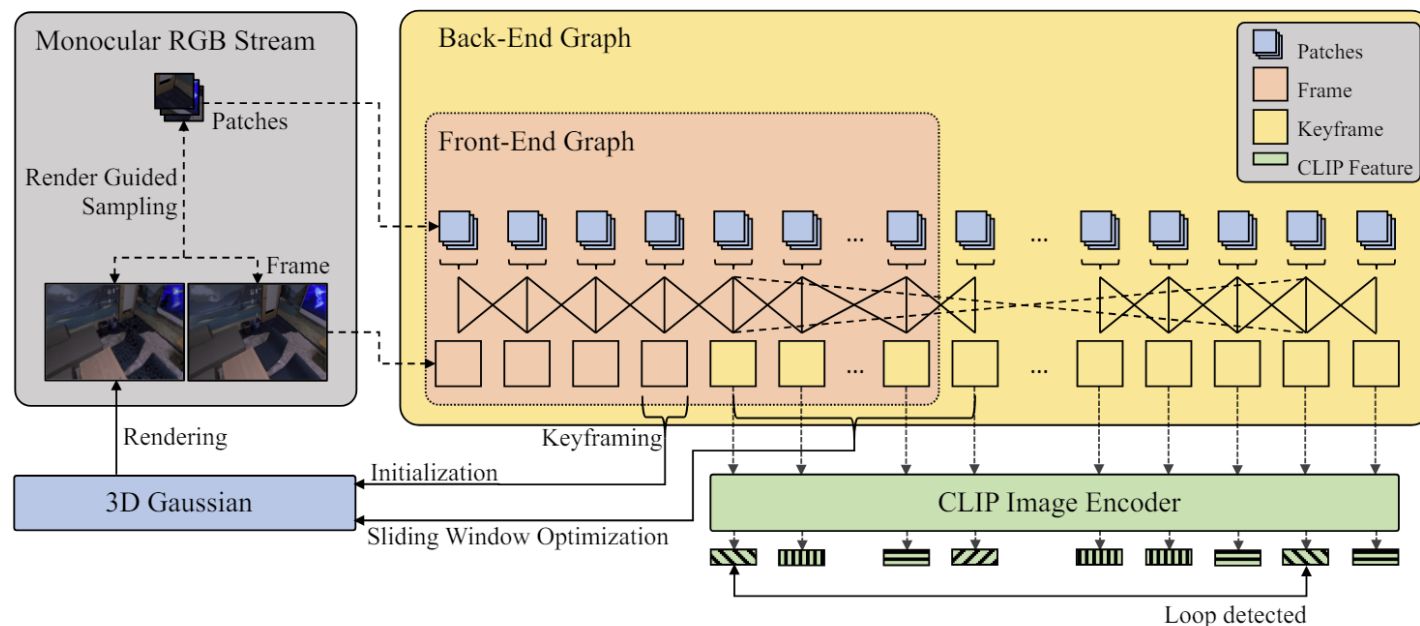 Monocular RGB Stream
Patches
Render Guided
Sampling
Frame
Rendering
3D Gaussian
Back-End Graph
Front-End Graph
...
...
...
...
Patches
Frame
Keyframe
CLIP Feature
Keyframing
Initialization
Sliding Window Optimization
CLIP Image Encoder
Loop detected